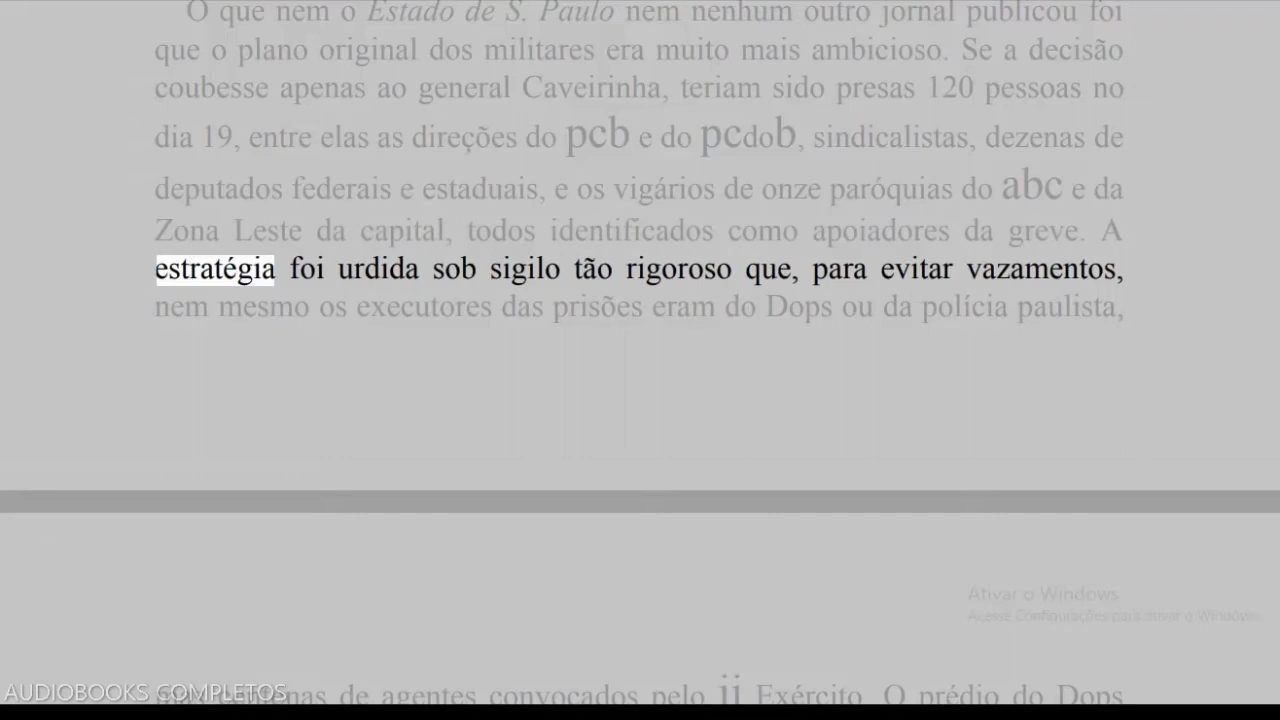 O que nem o Estado de S. Paulo nem nenhum outro jornal publicou foi
que o plano original dos militares era muito mais ambicioso. Se a decisão
coubesse apenas ao general Caveirinha, teriam sido presas 120 pessoas no
dia 19, entre elas as direções do pcb e do pcdob, sindicalistas, dezenas de
deputados federais e estaduais, e os vigários de onze paróquias do abc e da
Zona Leste da capital, todos identificados como apoiadores da greve. A
estratégia foi urdida sob sigilo tão rigoroso que, para evitar vazamentos,
nem mesmo os executores das prisões eram do Dops ou da polícia paulista,
Ativar o Windows
Acesse Configurações para ativar o Windows.
de agentes convocados pelo ii Exército. O prédio do Dops
AUDIOBOOKS COMPLETOS